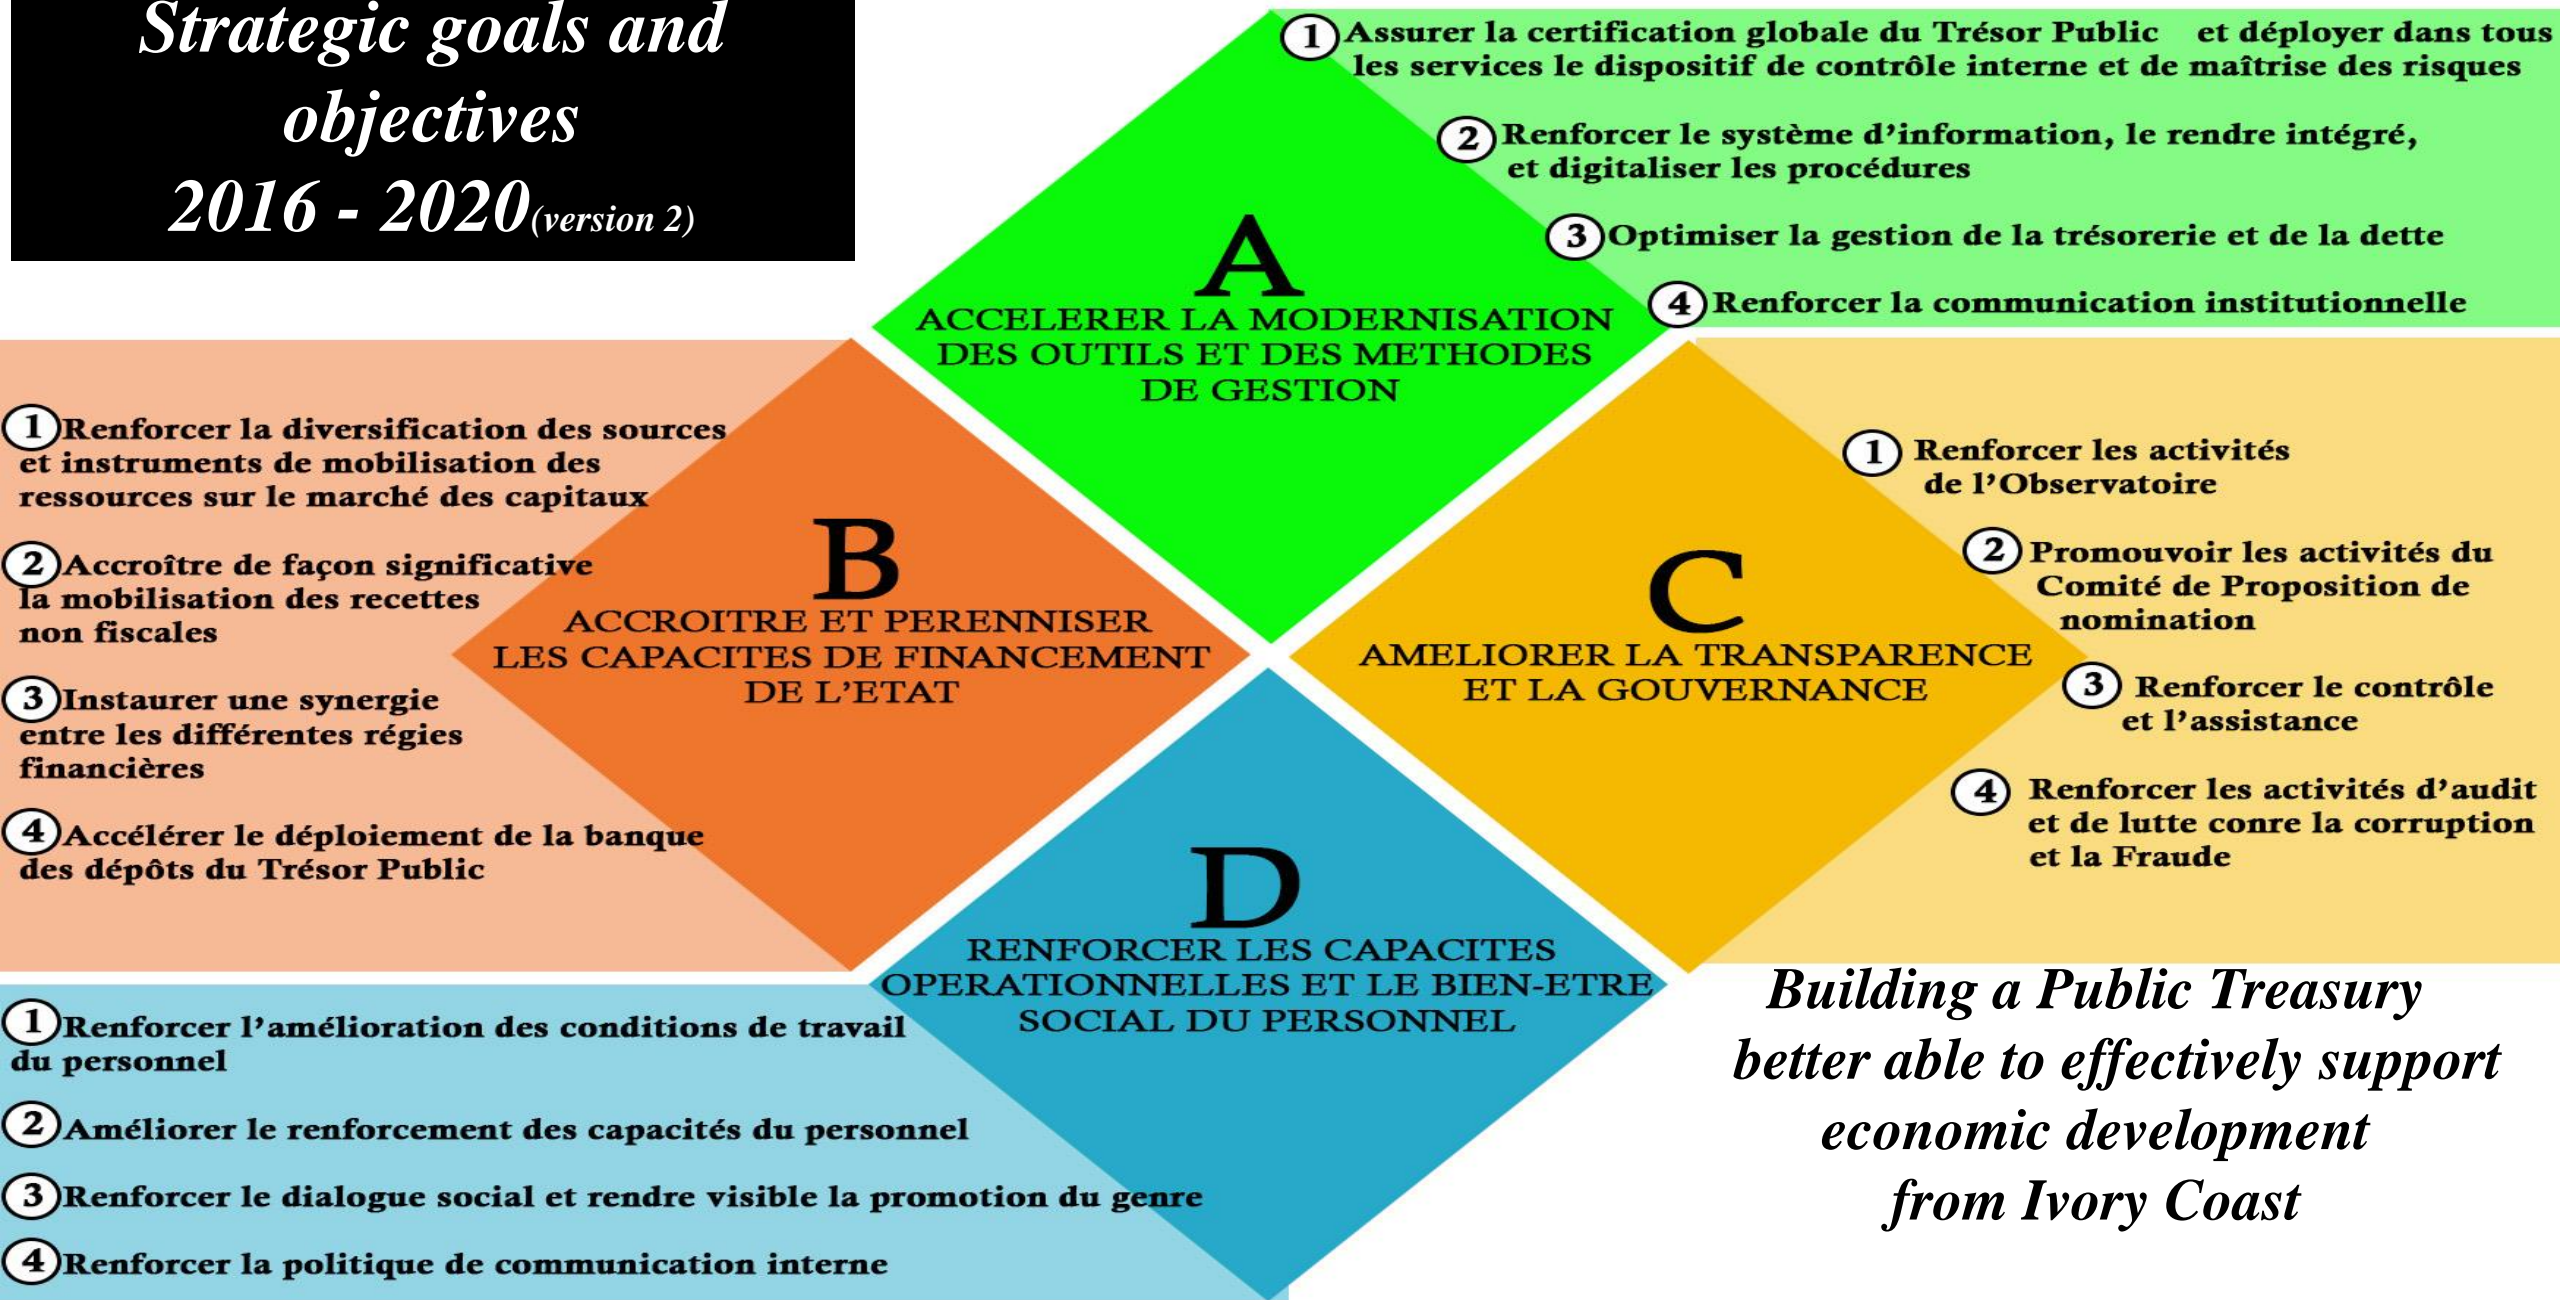 Strategic goals and
objectives
2016 - 2020(version 2)
A
ACCELERER LA MODERNISATION
DES OUTILS ET DES METHODES
DE GESTION
1 Assurer la certification globale du Trésor Public et déployer dans tous
les services le dispositif de contrôle interne et de maîtrise des risques
2 Renforcer le système d'information, le rendre intégré,
et digitaliser les procédures
3 Optimiser la gestion de la trésorerie et de la dette
4 Renforcer la communication institutionnelle
B
ACCROITRE ET PERENNISER
LES CAPACITES DE FINANCEMENT
DE L'ETAT
1 Renforcer la diversification des sources
et instruments de mobilisation des
ressources sur le marché des capitaux
2 Accroître de façon significative
la mobilisation des recettes
non fiscales
3 Instaurer une synergie
entre les différentes régies
financières
4 Accélérer le déploiement de la banque
des dépôts du Trésor Public
C
AMELIORER LA TRANSPARENCE
ET LA GOUVERNANCE
1 Renforcer les activités
de l'Observatoire
2 Promouvoir les activités du
Comité de Proposition de
nomination
3 Renforcer le contrôle
et l'assistance
4 Renforcer les activités d'audit
et de lutte conre la corruption
et la Fraude
D
RENFORCER LES CAPACITES
OPERATIONNELLES ET LE BIEN-ETRE
SOCIAL DU PERSONNEL
1 Renforcer l'amélioration des conditions de travail
du personnel
2 Améliorer le renforcement des capacités du personnel
3 Renforcer le dialogue social et rendre visible la promotion du genre
4 Renforcer la politique de communication interne
Building a Public Treasury
better able to effectively support
economic development
from Ivory Coast